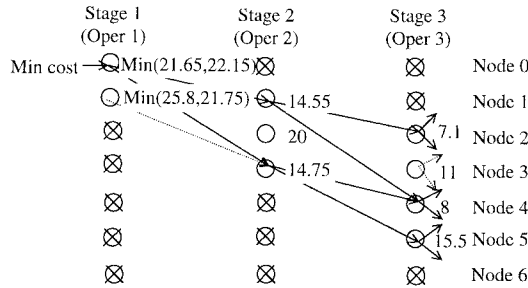 Stage 1 Stage 2 Stage 3
(Oper 1) (Oper 2) (Oper 3)
Min cost Min(21.65,22.15) Node 0
Min(25.8,21.75) 14.55 Node 1
20 7.1 Node 2
14.75 11 Node 3
8 Node 4
15.5 Node 5
Node 6